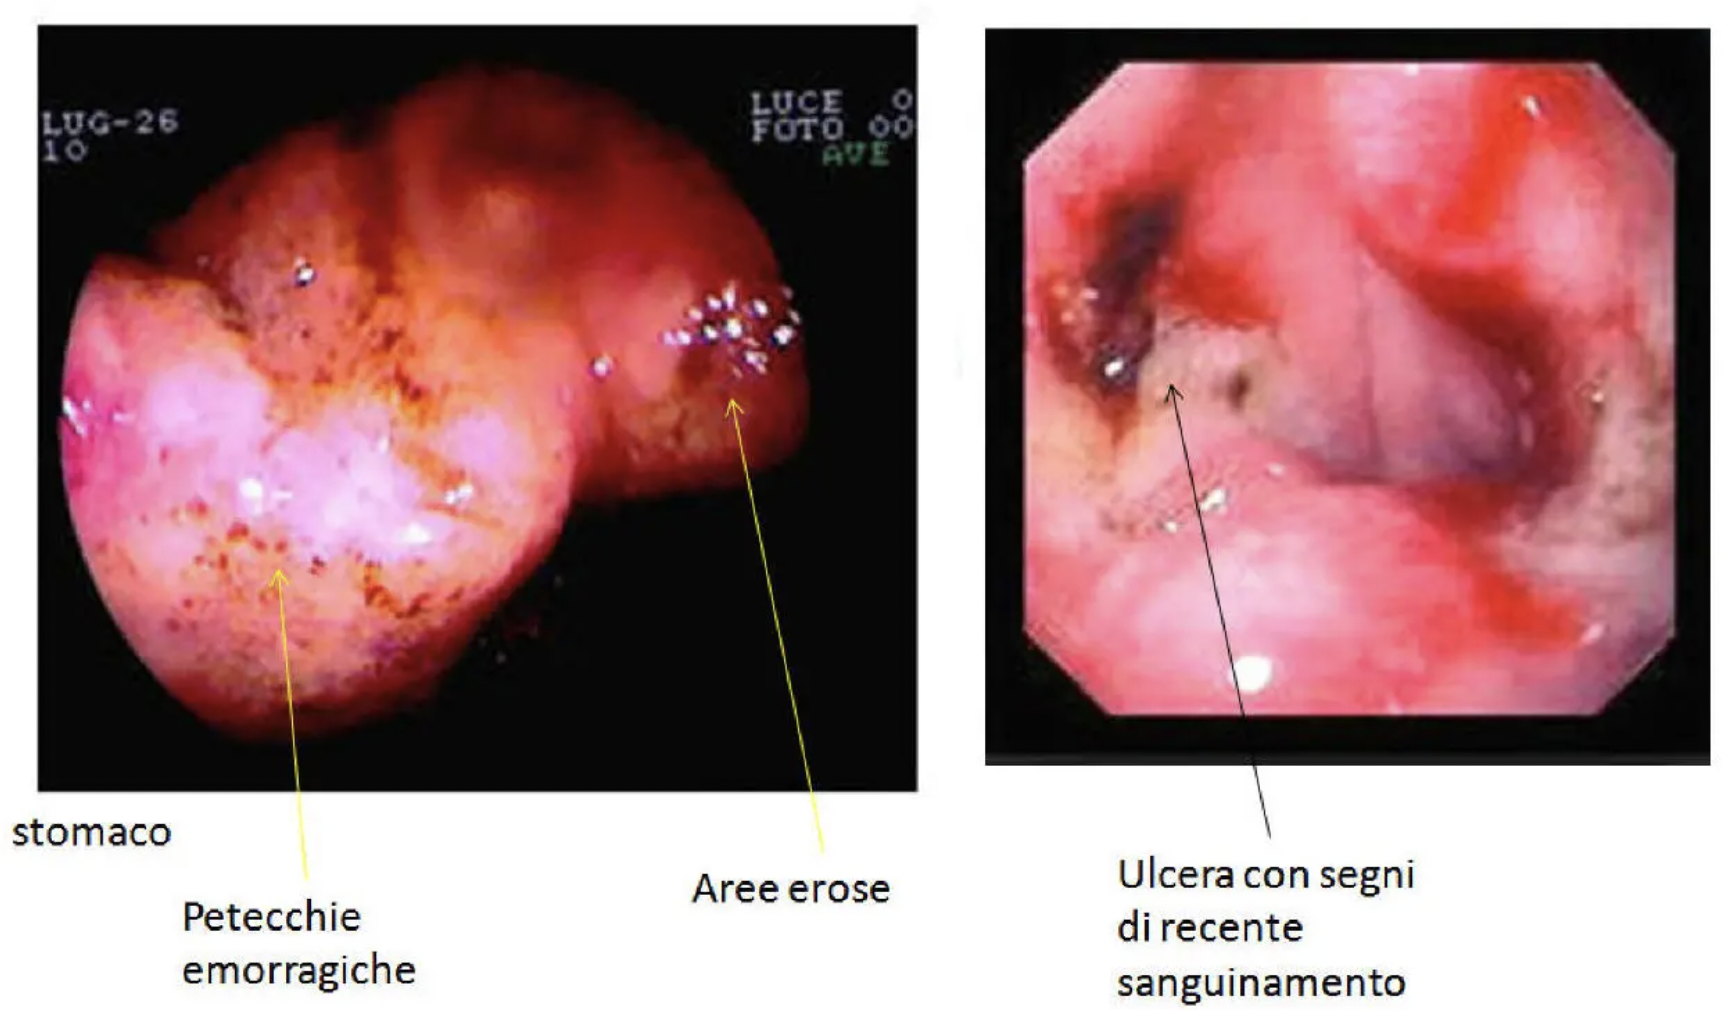 LUG-26
10
LUCE 0
FOTO 00
AVE
stomaco
Petecchie
emorragiche
Aree erose
Ulcera con segni
di recente
sanguinamento